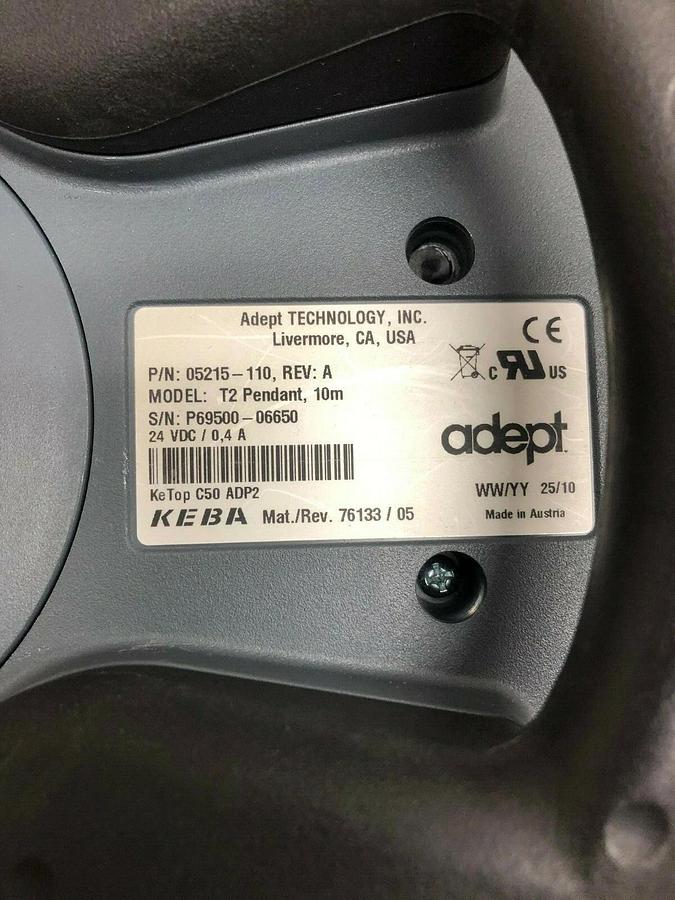 Adept TECHNOLOGY, INC.
Livermore, CA, USA
CE
P/N: 05215-110, REV: A
c RU US
MODEL: T2 Pendant, 10m
S/N: P69500-06650
24 VDC / 0,4 A
adept
KeTop C50 ADP2
WW/YY 25/10
KEBA Mat./Rev. 76133 / 05
Made in Austria